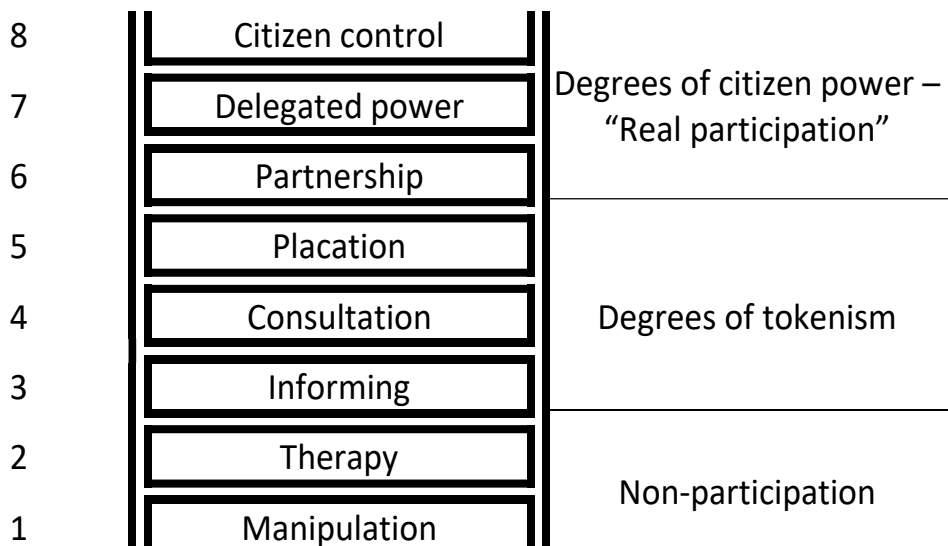 8 Citizen control
7 Delegated power
Degrees of citizen power –
“Real participation”
6 Partnership
5 Placation
4 Consultation
Degrees of tokenism
3 Informing
2 Therapy
Non-participation
1 Manipulation